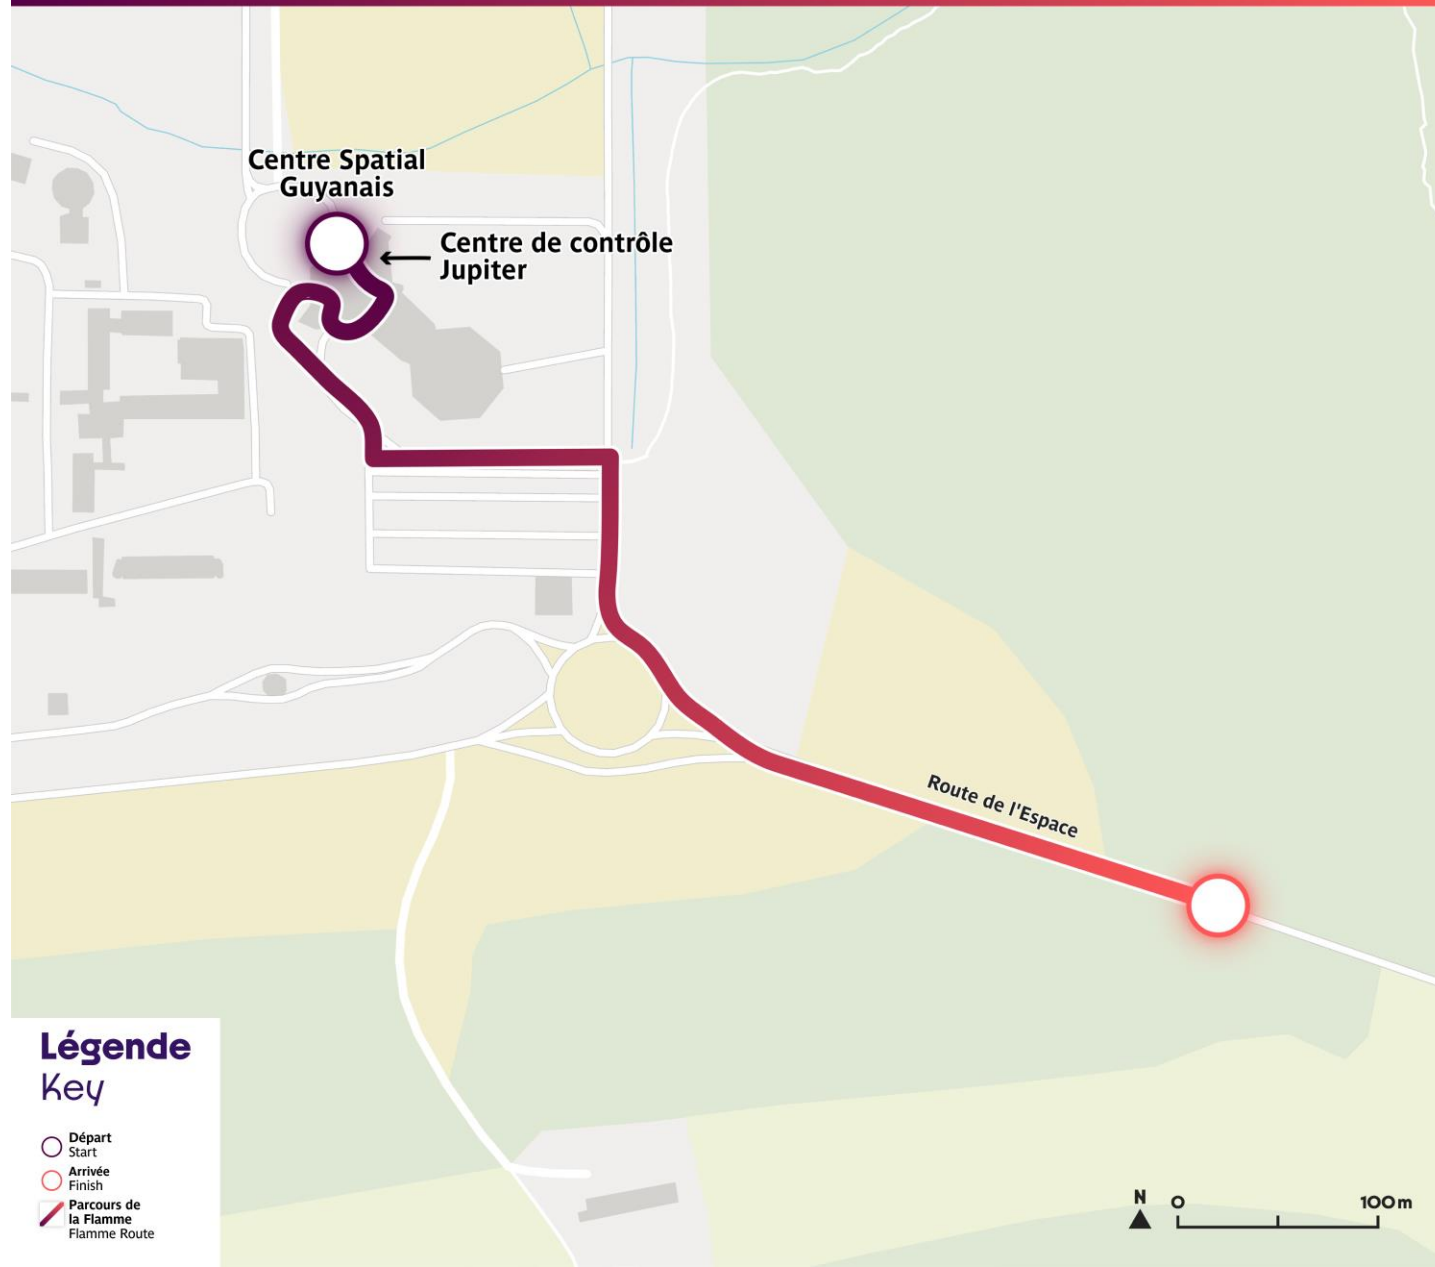 Centre Spatial
Guyanais
Centre de contrôle
Jupiter
Route de l'Espace
Légende
Key
Départ
Start
Arrivée
Finish
Parcours de
la Flamme
Flamme Route
N
0
100 m